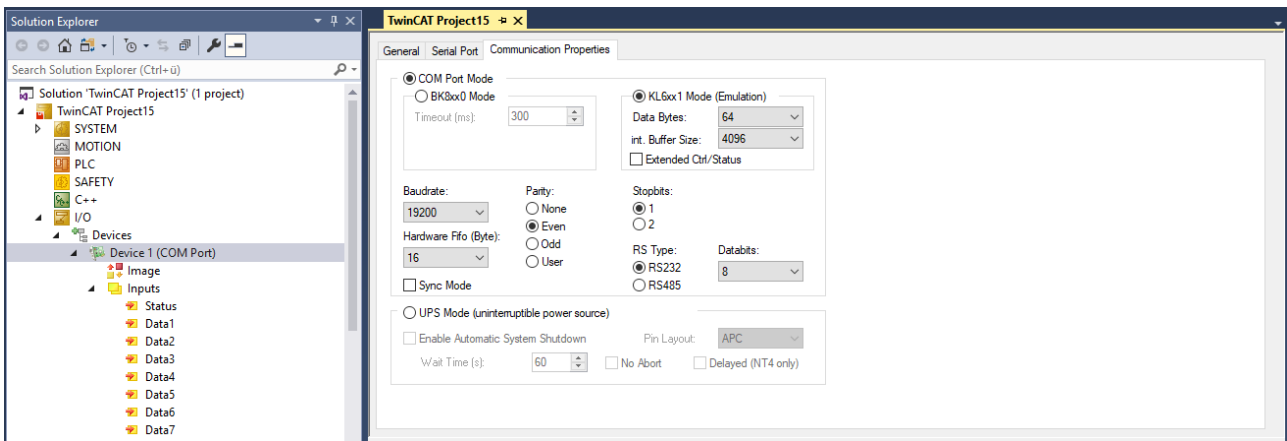 Solution Explorer
Search Solution Explorer (Ctrl+ü)
Solution 'TwinCAT Project15' (1 project)
TwinCAT Project15
SYSTEM
MOTION
PLC
SAFETY
C++
I/O
Devices
Device 1 (COM Port)
Image
Inputs
Status
Data1
Data2
Data3
Data4
Data5
Data6
Data7
TwinCAT Project15
General Serial Port Communication Properties
COM Port Mode
BK8xx0 Mode
Timeout (ms): 300
KL6xx1 Mode (Emulation)
Data Bytes: 64
int. Buffer Size: 4096
Extended Ctrl/Status
Baudrate:
19200
Hardware Fifo (Byte):
16
Sync Mode
Parity:
None
Even
Odd
User
Stopbits:
1
2
RS Type:
RS232
RS485
Databits:
8
UPS Mode (uninterruptible power source)
Enable Automatic System Shutdown Pin Layout: APC
Wait Time (s): 60 No Abort Delayed (NT4 only)